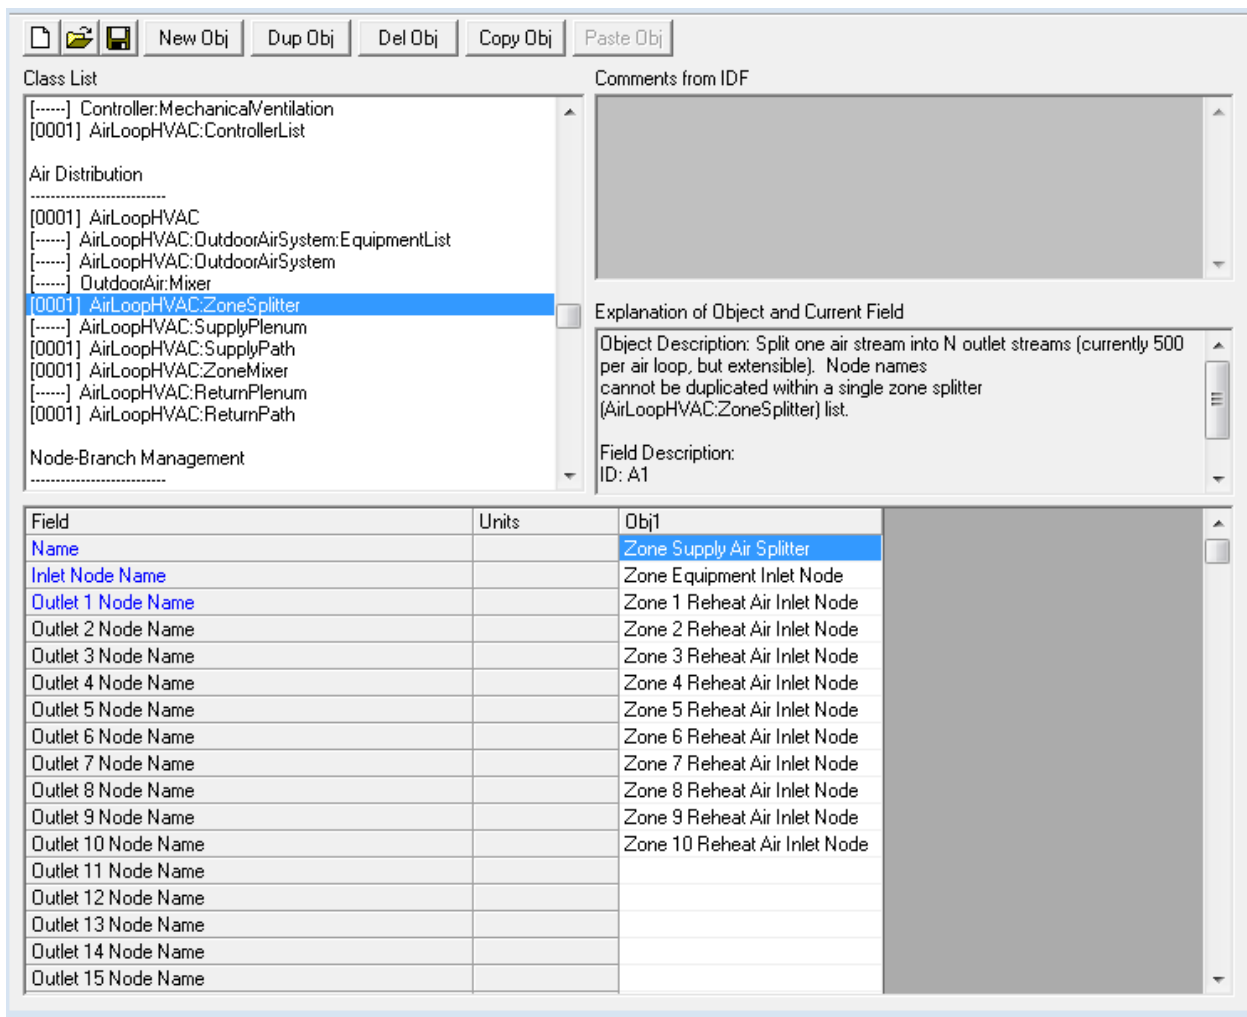 New Obj Dup Obj Del Obj Copy Obj Paste Obj
Class List
[------] Controller:MechanicalVentilation
[0001] AirLoopHVAC:ControllerList
Air Distribution
--------------------------
[0001] AirLoopHVAC
[------] AirLoopHVAC:OutdoorAirSystem:EquipmentList
[------] AirLoopHVAC:OutdoorAirSystem
[------] OutdoorAir:Mixer
[0001] AirLoopHVAC:ZoneSplitter
[------] AirLoopHVAC:SupplyPlenum
[0001] AirLoopHVAC:SupplyPath
[0001] AirLoopHVAC:ZoneMixer
[------] AirLoopHVAC:ReturnPlenum
[0001] AirLoopHVAC:ReturnPath
Node-Branch Management
--------------------------
Comments from IDF
Explanation of Object and Current Field
Object Description: Split one air stream into N outlet streams (currently 500
per air loop, but extensible). Node names
cannot be duplicated within a single zone splitter
(AirLoopHVAC:ZoneSplitter) list.
Field Description:
ID: A1
Field Units Obj1
Name Zone Supply Air Splitter
Inlet Node Name Zone Equipment Inlet Node
Outlet 1 Node Name Zone 1 Reheat Air Inlet Node
Outlet 2 Node Name Zone 2 Reheat Air Inlet Node
Outlet 3 Node Name Zone 3 Reheat Air Inlet Node
Outlet 4 Node Name Zone 4 Reheat Air Inlet Node
Outlet 5 Node Name Zone 5 Reheat Air Inlet Node
Outlet 6 Node Name Zone 6 Reheat Air Inlet Node
Outlet 7 Node Name Zone 7 Reheat Air Inlet Node
Outlet 8 Node Name Zone 8 Reheat Air Inlet Node
Outlet 9 Node Name Zone 9 Reheat Air Inlet Node
Outlet 10 Node Name Zone 10 Reheat Air Inlet Node
Outlet 11 Node Name
Outlet 12 Node Name
Outlet 13 Node Name
Outlet 14 Node Name
Outlet 15 Node Name